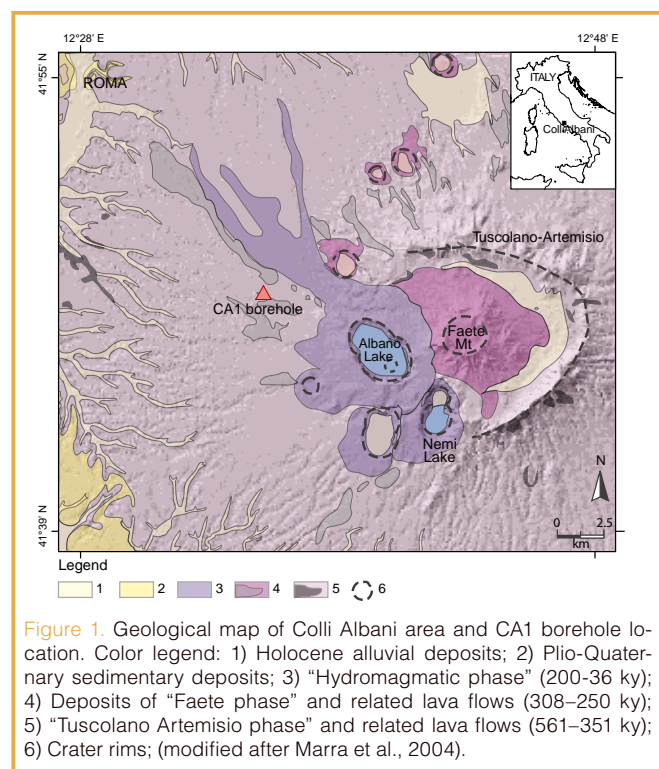 12°28' E
12°48' E
41°55' N
ROMA
ITALY
Colli Albani
Tuscolano-Artemisio
CA1 borehole
Albano
Lake
Faete
Mt
Nemi
Lake
N
0 2.5
km
41°39' N
Legend
1 2 3 4 5 6
Figure 1. Geological map of Colli Albani area and CA1 borehole lo-
cation. Color legend: 1) Holocene alluvial deposits; 2) Plio-Quater-
nary sedimentary deposits; 3) “Hydromagmatic phase” (200-36 ky);
4) Deposits of “Faete phase” and related lava flows (308–250 ky);
5) “Tuscolano Artemisio phase” and related lava flows (561–351 ky);
6) Crater rims; (modified after Marra et al., 2004).